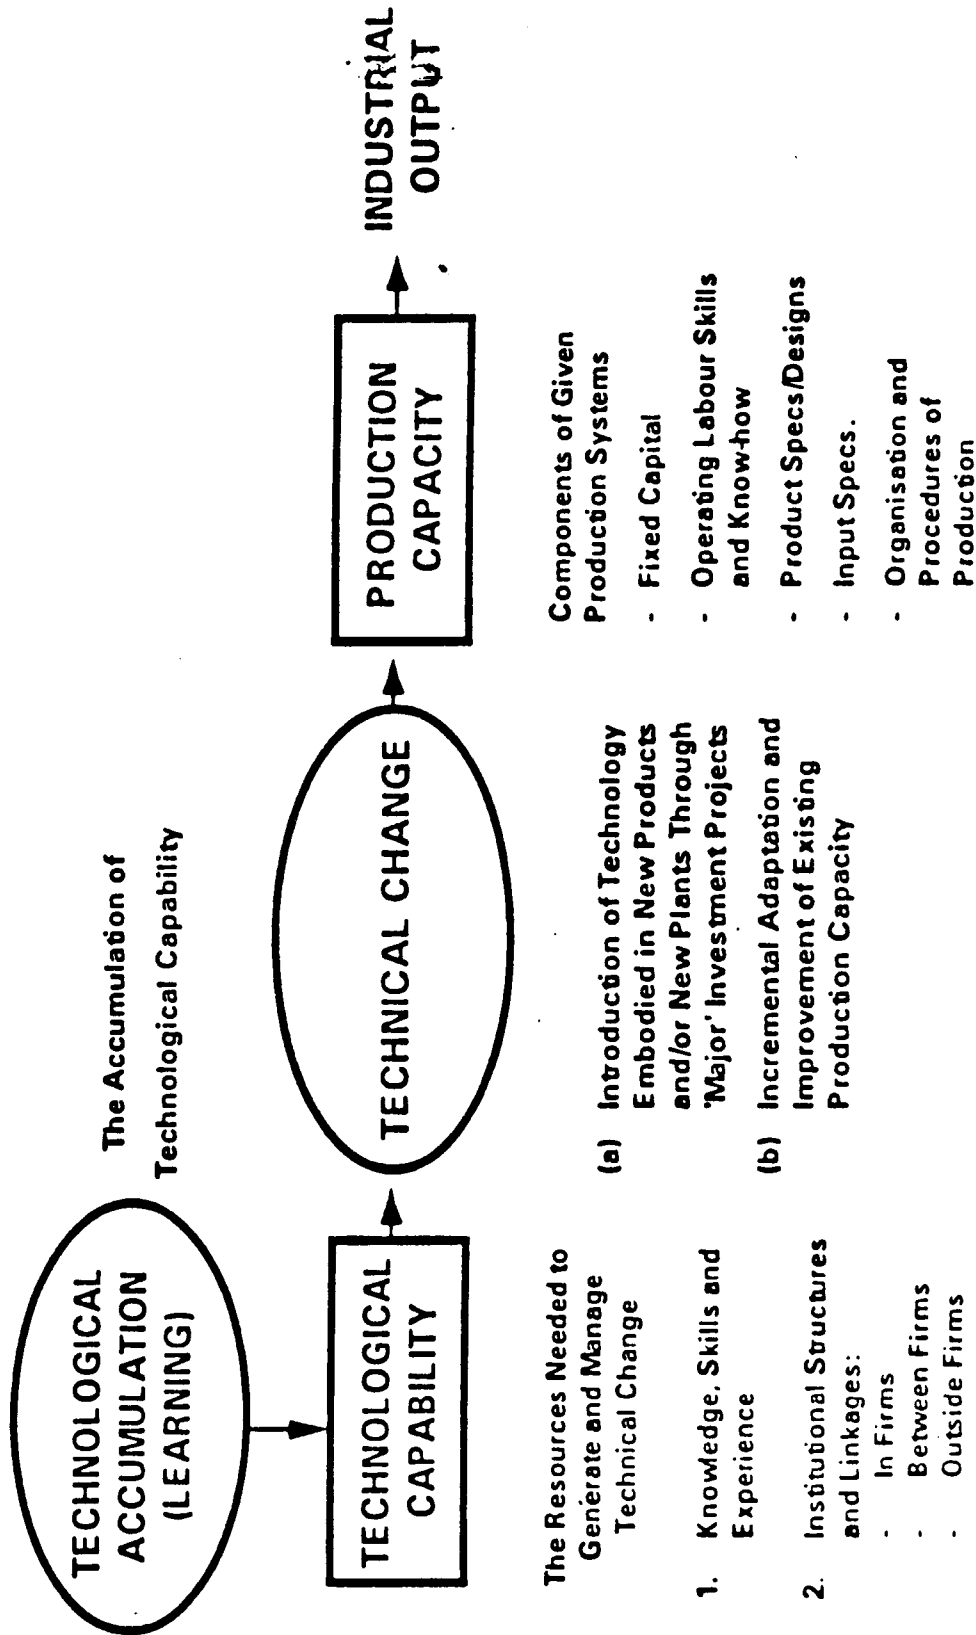 The Accumulation of
Technological Capability
TECHNOLOGICAL
ACCUMULATION
(LEARNING)
TECHNOLOGICAL
CAPABILITY
TECHNICAL CHANGE
PRODUCTION
CAPACITY
INDUSTRIAL
OUTPUT
The Resources Needed to
Generate and Manage
Technical Change
1. Knowledge, Skills and
Experience
2. Institutional Structures
and Linkages:
- In Firms
- Between Firms
- Outside Firms
(a) Introduction of Technology
Embodied in New Products
and/or New Plants Through
'Major' Investment Projects
(b) Incremental Adaptation and
Improvement of Existing
Production Capacity
Components of Given
Production Systems
- Fixed Capital
- Operating Labour Skills
and Know-how
- Product Specs/Designs
- Input Specs.
- Organisation and
Procedures of
Production